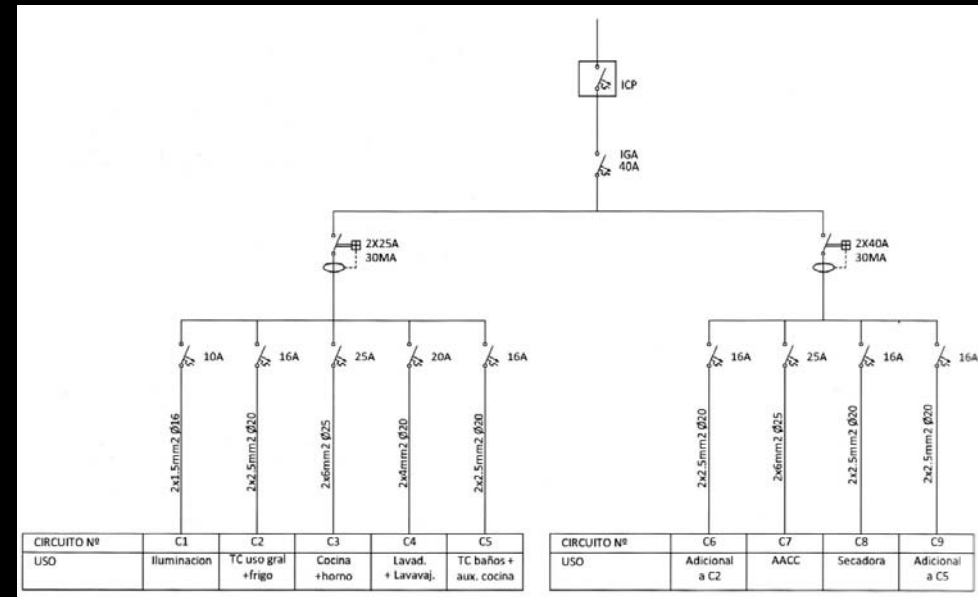 ICP
IGA
40A
2X25A
30MA
2X40A
30MA
10A
16A
25A
20A
16A
16A
25A
16A
16A
2x1.5mm2 Ø16
2x2.5mm2 Ø20
2x6mm2 Ø25
2x4mm2 Ø20
2x2.5mm2 Ø20
2x2.5mm2 Ø20
2x6mm2 Ø25
2x2.5mm2 Ø20
2x2.5mm2 Ø20
CIRCUITO Nº C1 C2 C3 C4 C5
USO Iluminacion TC uso gral Cocina Lavad. TC baños +
+frigo +horno + Lavavaj. aux. cocina
CIRCUITO Nº C6 C7 C8 C9
USO Adicional AACC Secadora Adicional
a C2 a C5